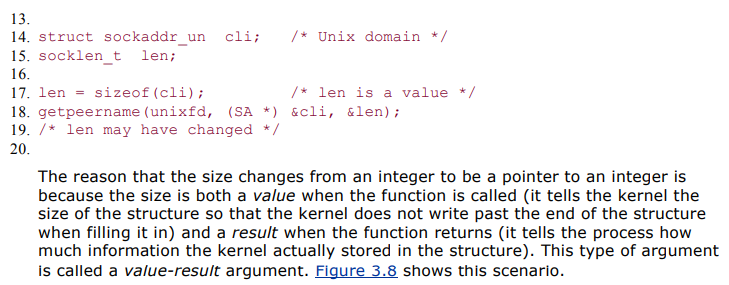 13.
14. struct sockaddr_un  cli;   /* Unix domain */
15. socklen_t  len;
16.
17. len = sizeof(cli);         /* len is a value */
18. getpeername(unixfd, (SA *) &cli, &len);
19. /* len may have changed */
20.
The reason that the size changes from an integer to be a pointer to an integer is
because the size is both a value when the function is called (it tells the kernel the
size of the structure so that the kernel does not write past the end of the structure
when filling it in) and a result when the function returns (it tells the process how
much information the kernel actually stored in the structure). This type of argument
is called a value-result argument. Figure 3.8 shows this scenario.